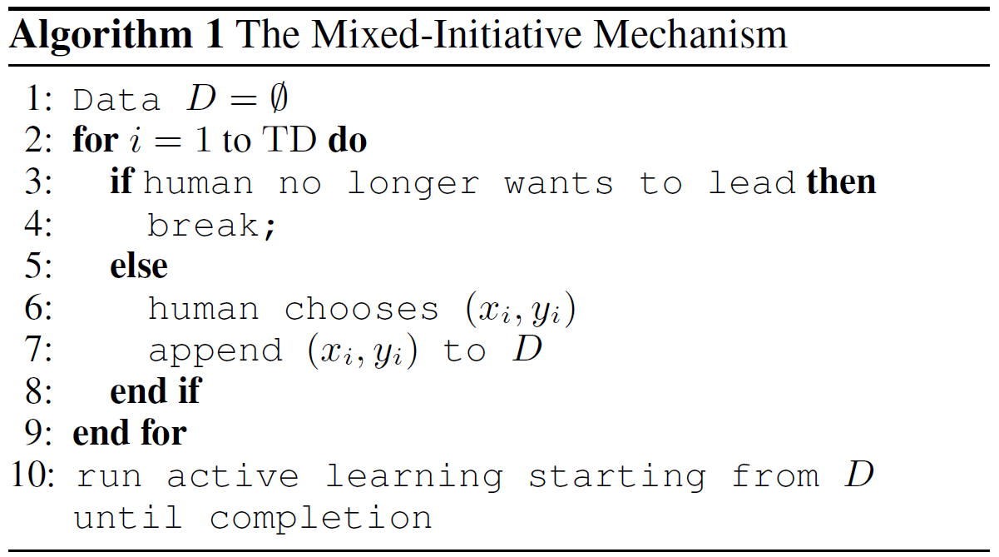 Algorithm 1 The Mixed-Initiative Mechanism
1: Data D = ∅
2: for i = 1 to TD do
3: if human no longer wants to lead then
4: break;
5: else
6: human chooses (x_i, y_i)
7: append (x_i, y_i) to D
8: end if
9: end for
10: run active learning starting from D
until completion